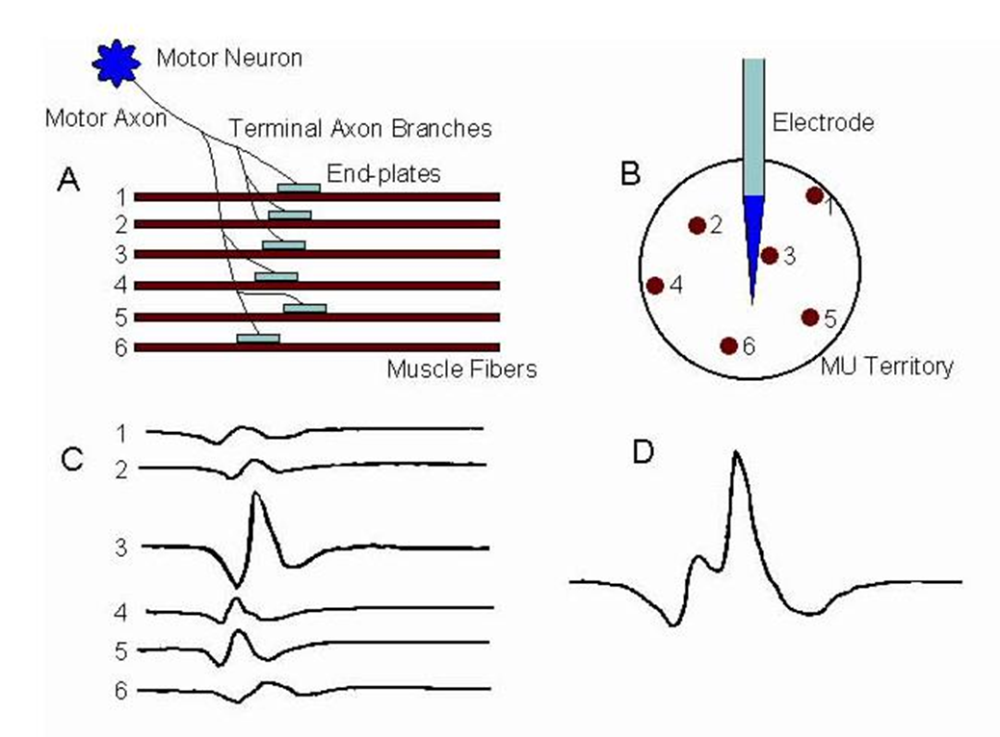 Motor Neuron
Motor Axon
Terminal Axon Branches
A
End-plates
1
2
3
4
5
6
Muscle Fibers
Electrode
B
1
2
3
4
5
6
MU Territory
C
1
2
3
4
5
6
D